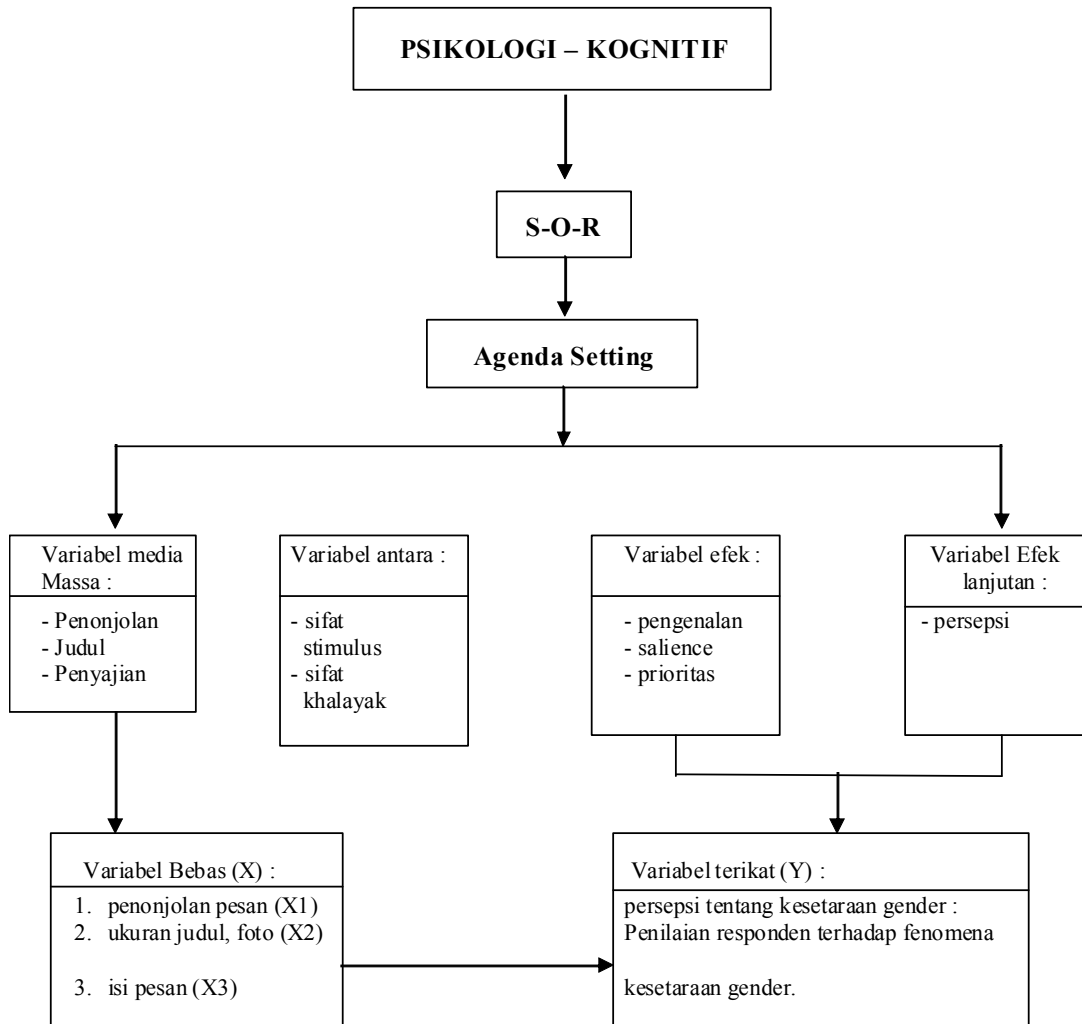 PSIKOLOGI – KOGNITIF
S-O-R
Agenda Setting
Variabel media
Massa :
- Penonjolan
- Judul
- Penyajian
Variabel antara :
- sifat
stimulus
- sifat
khalayak
Variabel efek :
- pengenalan
- salience
- prioritas
Variabel Efek
lanjutan :
- persepsi
Variabel Bebas (X) :
1. penonjolan pesan (X1)
2. ukuran judul, foto (X2)
3. isi pesan (X3)
Variabel terikat (Y) :
persepsi tentang kesetaraan gender :
Penilaian responden terhadap fenomena
kesetaraan gender.